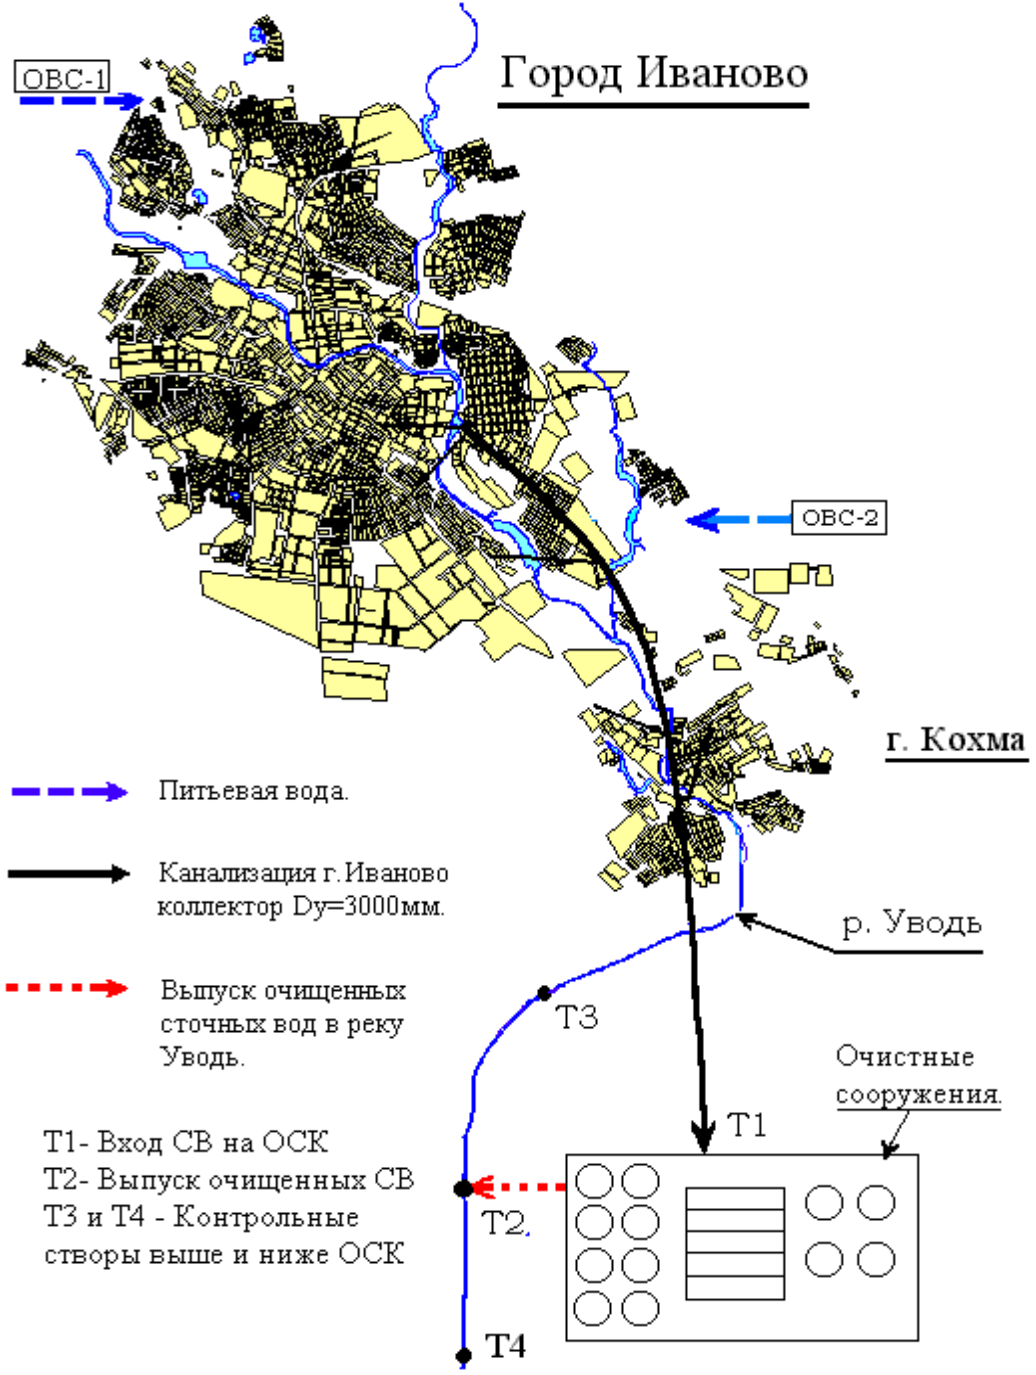 Город Иваново
ОВС-1
ОВС-2
г. Кохма
Питьевая вода.
Канализация г.Иваново
коллектор Dy=3000мм.
р. Уводь
Выпуск очищенных
сточных вод в реку
Уводь.
Т3
Очистные
сооружения.
Т1
Т1- Вход СВ на ОСК
Т2- Выпуск очищенных СВ
Т3 и Т4 - Контрольные
створы выше и ниже ОСК
Т2.
Т4